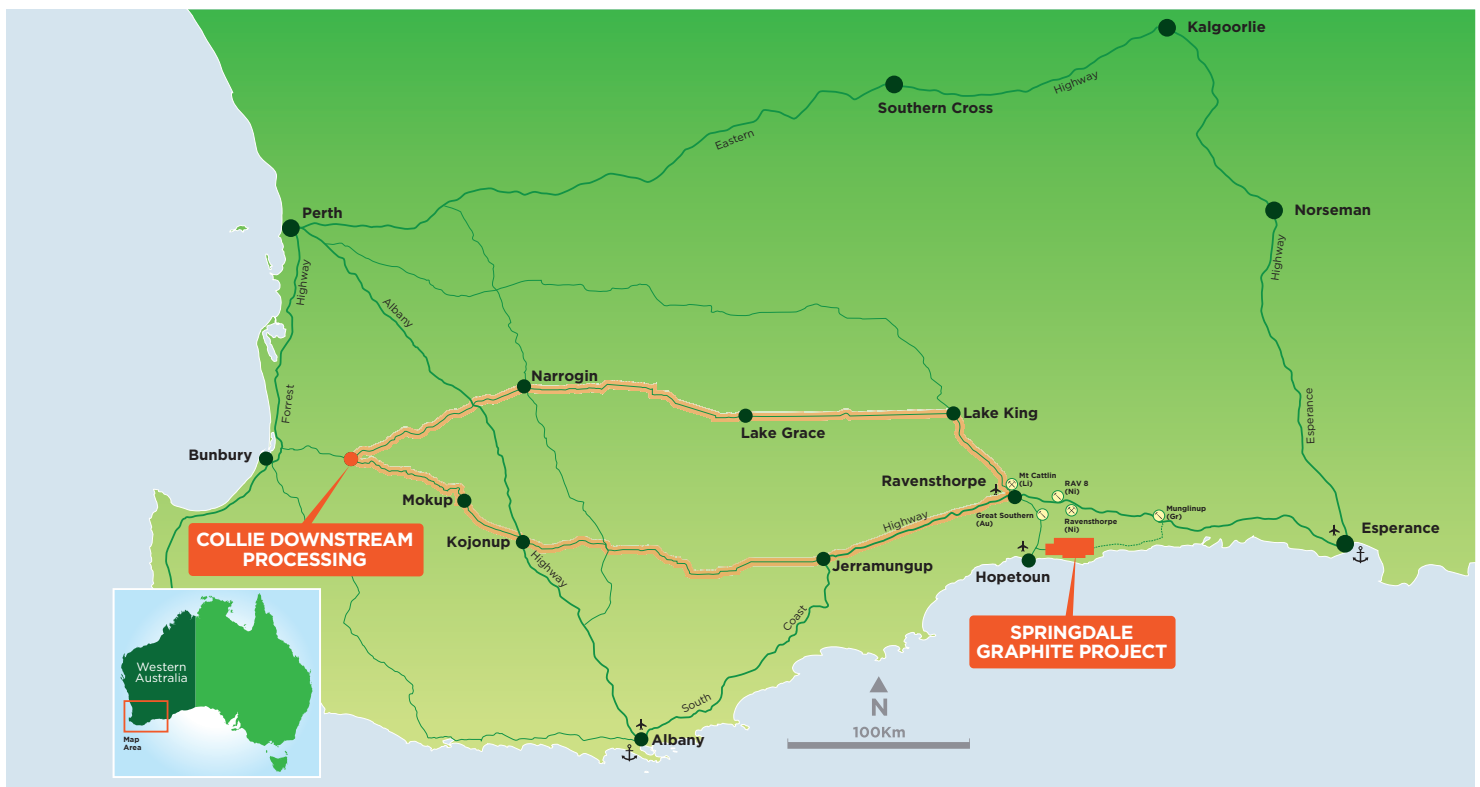 Kalgoorlie
Highway
Southern Cross
Eastern
Perth
Norseman
Highway
Highway
Albany
Narrogin
Forrest
Esperance
Lake King
Lake Grace
Bunbury
Mt Cattlin
(Li)
Ravensthorpe
RAV 8
(Ni)
Mokup
Munglinup
(Gr)
Great Southern
(Au)
Highway
Ravensthorpe
(Ni)
Esperance
COLLIE DOWNSTREAM
PROCESSING
Kojonup
Highway
Jerramungup
Hopetoun
Coast
SPRINGDALE
GRAPHITE PROJECT
Western
Australia
South
N
100Km
Map
Area
Albany